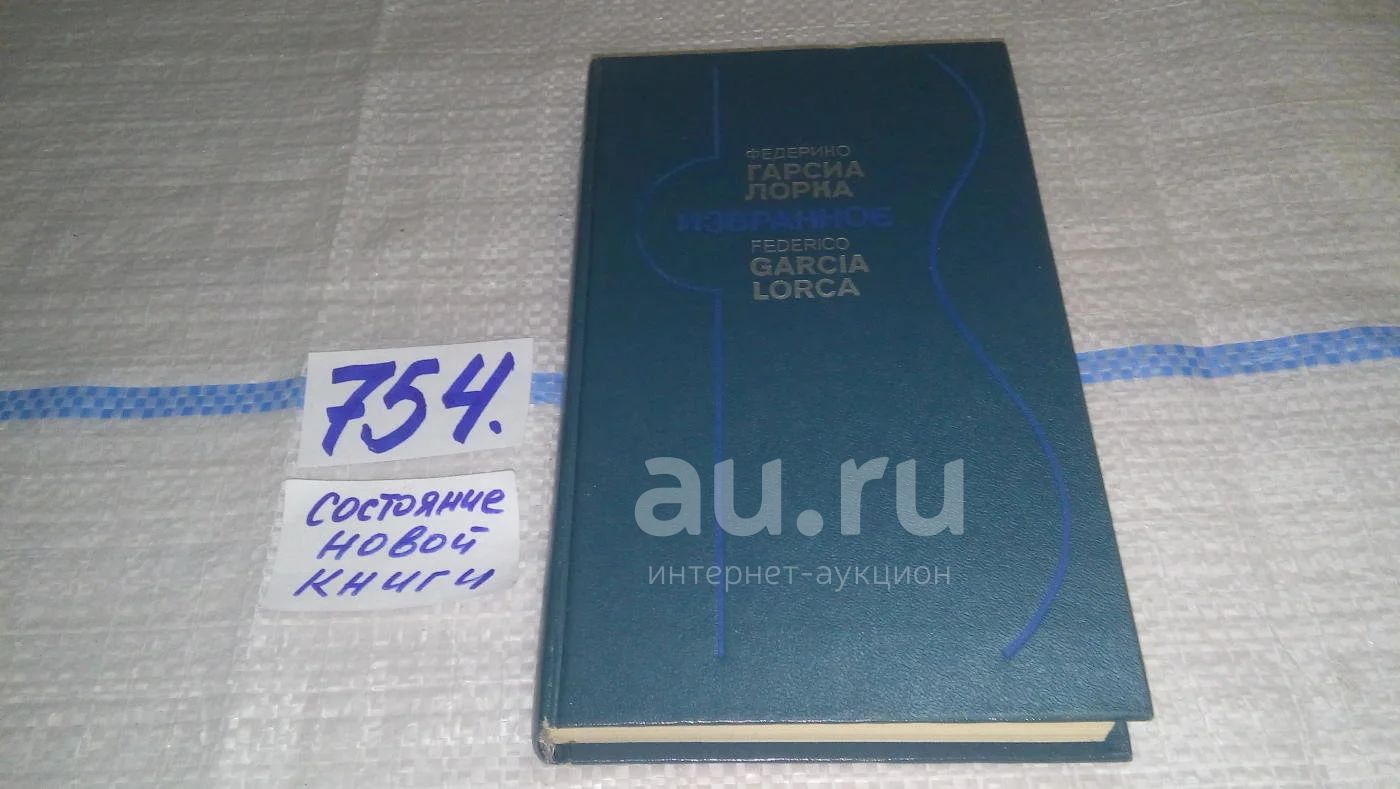 ФЕДЕРИКО
ГАРСИА
ЛОРКА
ИЗБРАННОЕ
FEDERICO
GARCIA
LORCA
754.
СОСТОЯНИЕ
НОВОЙ
КНИГИ
au.ru
интернет-аукцион